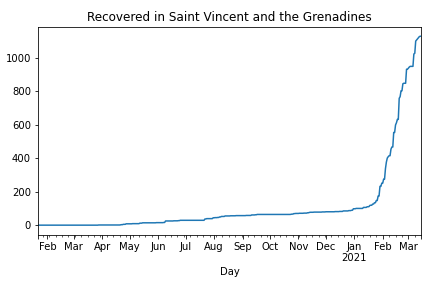 Recovered in Saint Vincent and the Grenadines
1000
800
600
400
200
0
Feb Mar Apr May Jun Jul Aug Sep Oct Nov Dec Jan Feb Mar
2021
Day